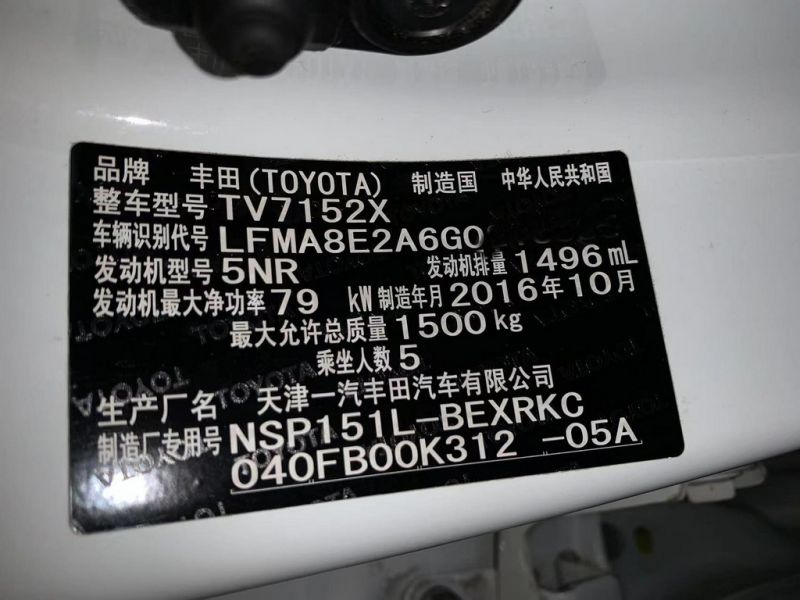 品牌 丰田(TOYOTA) 制造国 中华人民共和国
整车型号 TV7152X
车辆识别代号 LFMA8E2A6G0
发动机型号 5NR 发动机排量 1496 mL
发动机最大净功率 79 kW 制造年月 2016年10月
最大允许总质量 1500 kg
乘坐人数 5
生产厂名 天津一汽丰田汽车有限公司
制造厂专用号 NSP151L-BEXRKC
040FB00K312 -05A